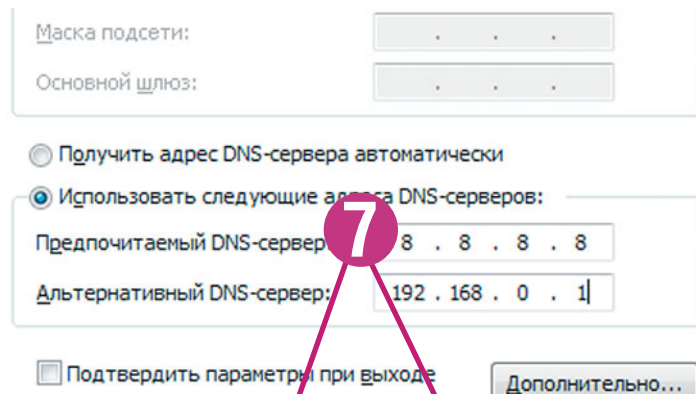 Маска подсети: . . .
Основной шлюз: . . .
Получить адрес DNS-сервера автоматически
Использовать следующие адреса DNS-серверов:
7
Предпочитаемый DNS-сервер: 8 . 8 . 8 . 8
Альтернативный DNS-сервер: 192 . 168 . 0 . 1
Подтвердить параметры при выходе
Дополнительно...